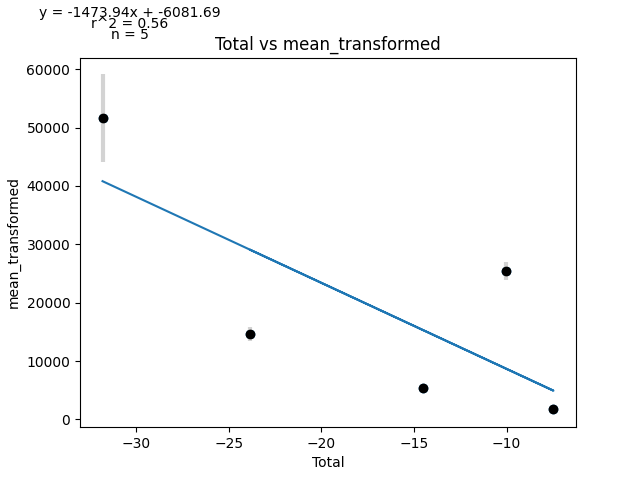 y = -1473.94x + -6081.69
r^2 = 0.56
n = 5
Total vs mean_transformed
60000
50000
40000
30000
20000
10000
0
mean_transformed
−30
−25
−20
−15
−10
Total